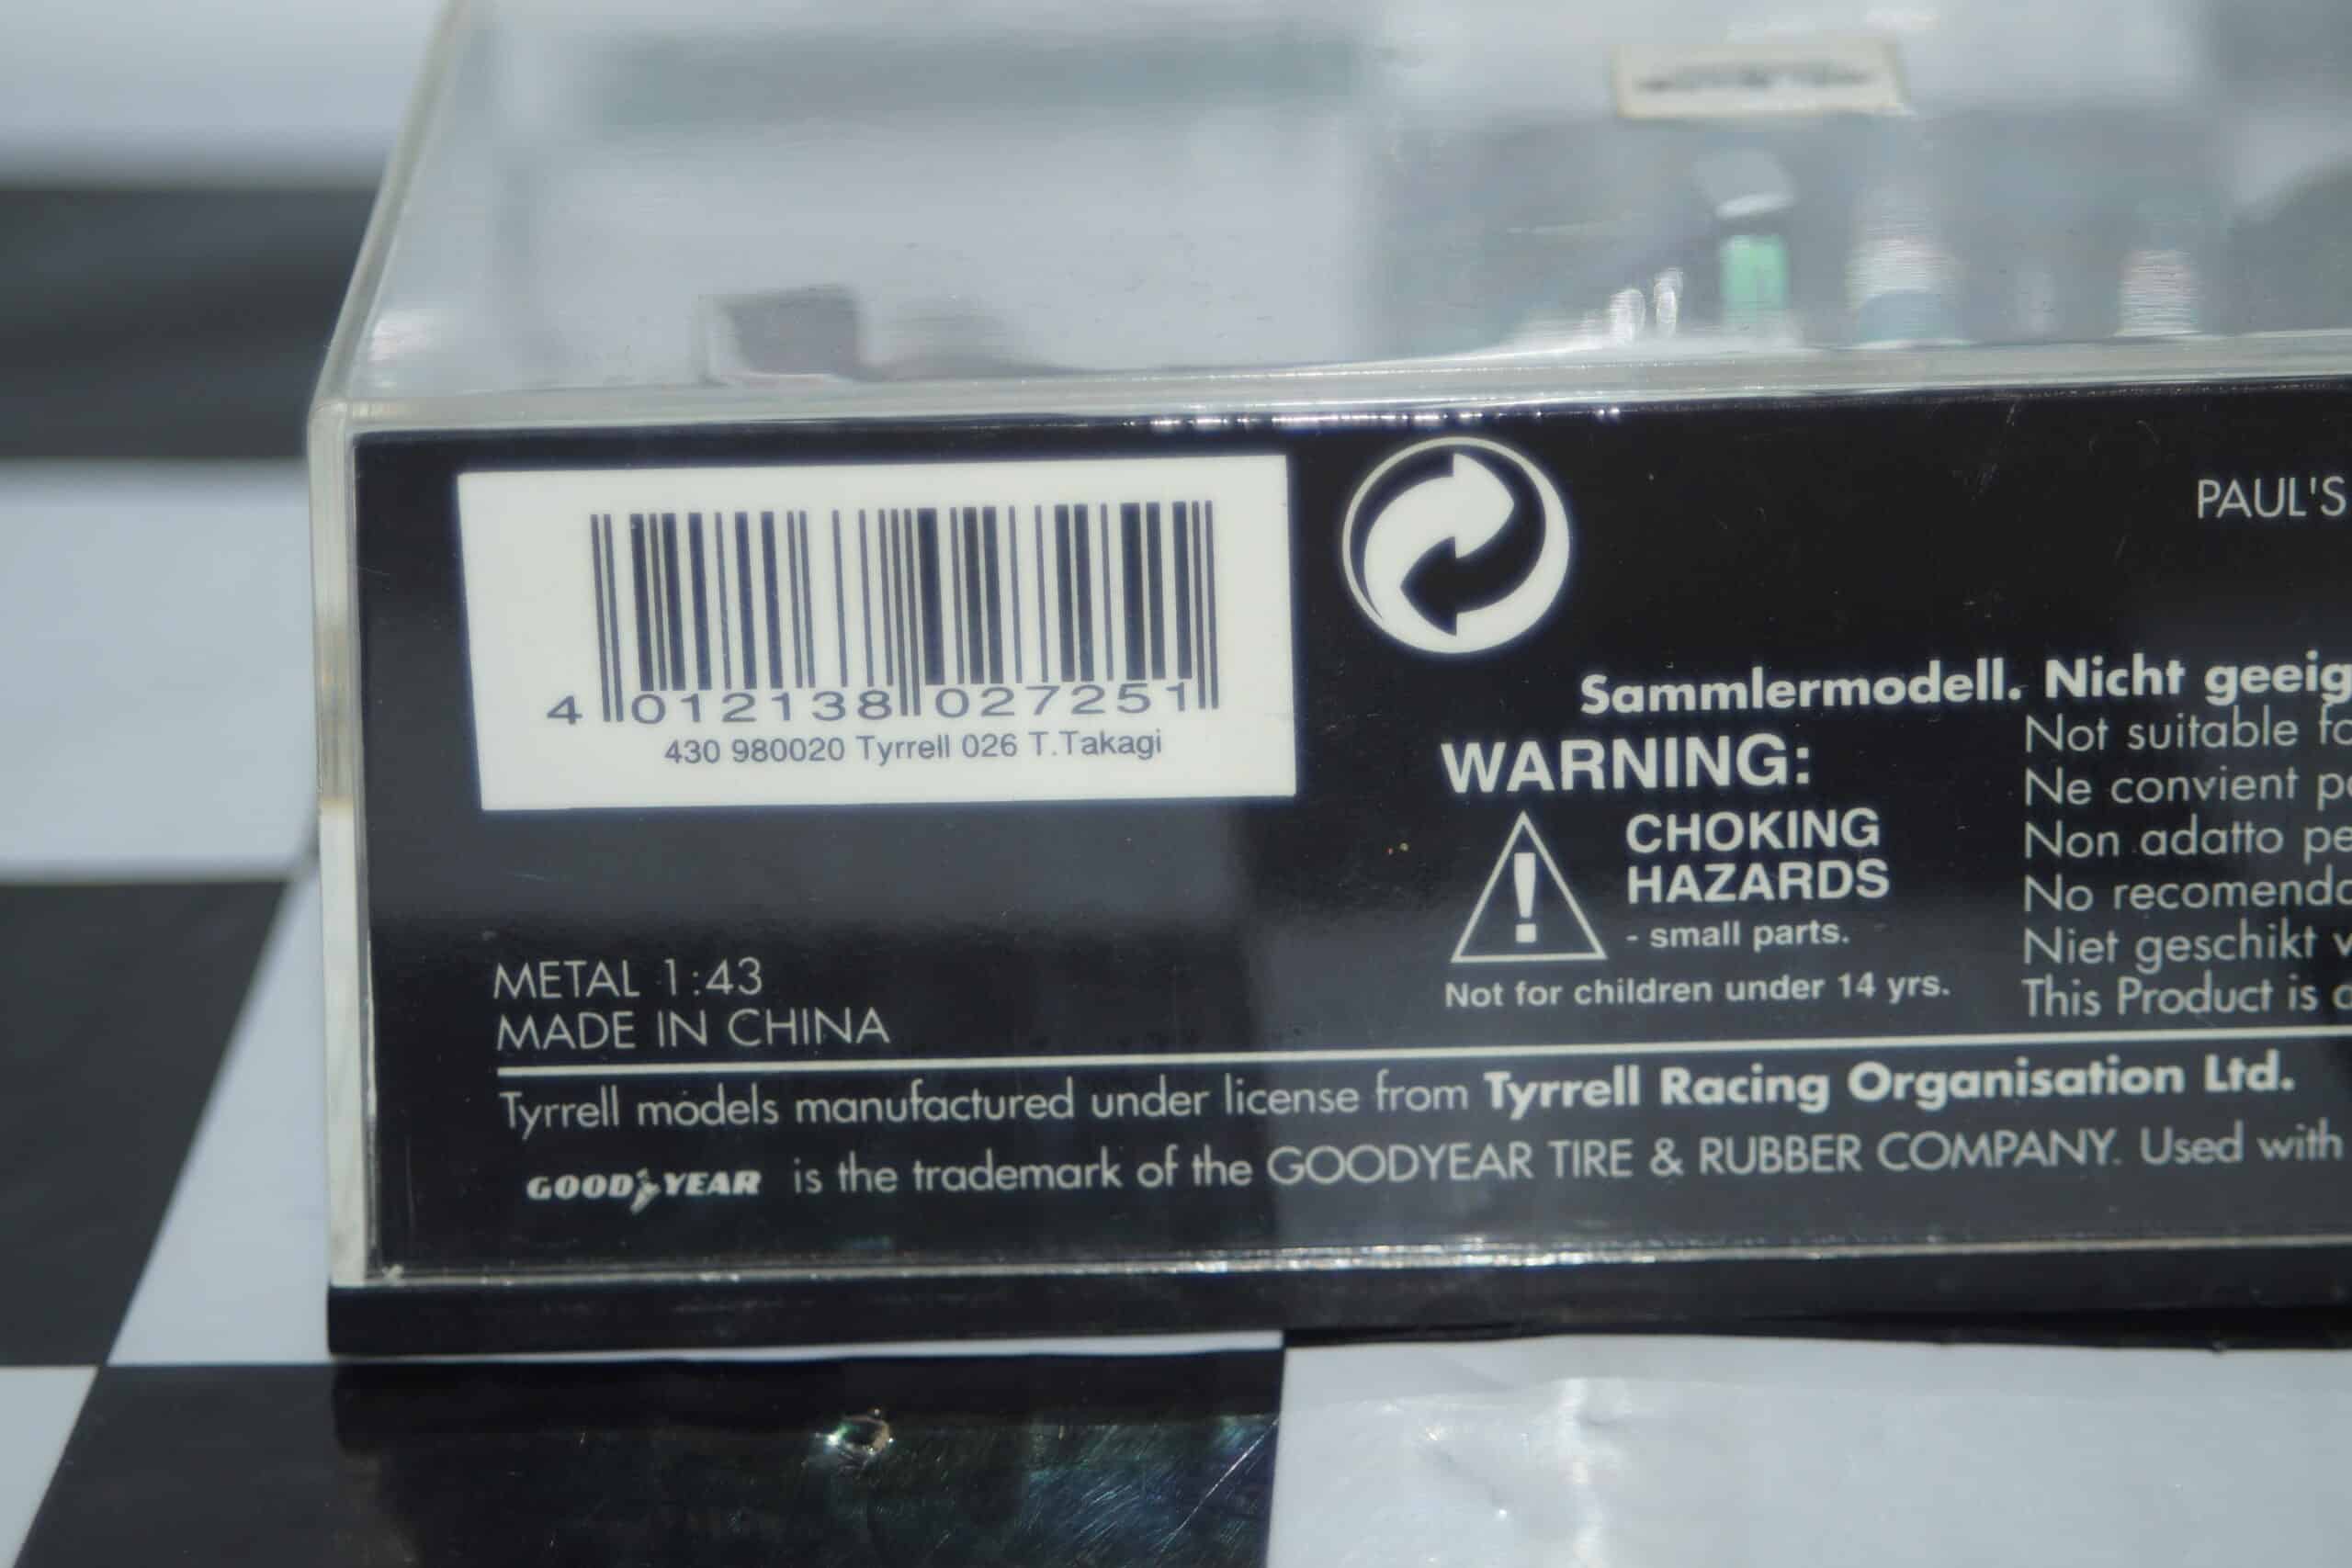 PAUL'S
4 012138 027251
430 980020 Tyrrell 026 T.Takagi
Sammlermodell. Nicht
WARNING:
CHOKING
HAZARDS
- small parts.
Not for children under 14 yrs.
Not suitable
Ne convient
Non adatto
No
Niet geschikt
This Product is
METAL 1:43
MADE IN CHINA
Tyrrell models manufactured under license from Tyrrell Racing Organisation Ltd.
GOODYEAR is the trademark of the GOODYEAR TIRE & RUBBER COMPANY. Used with